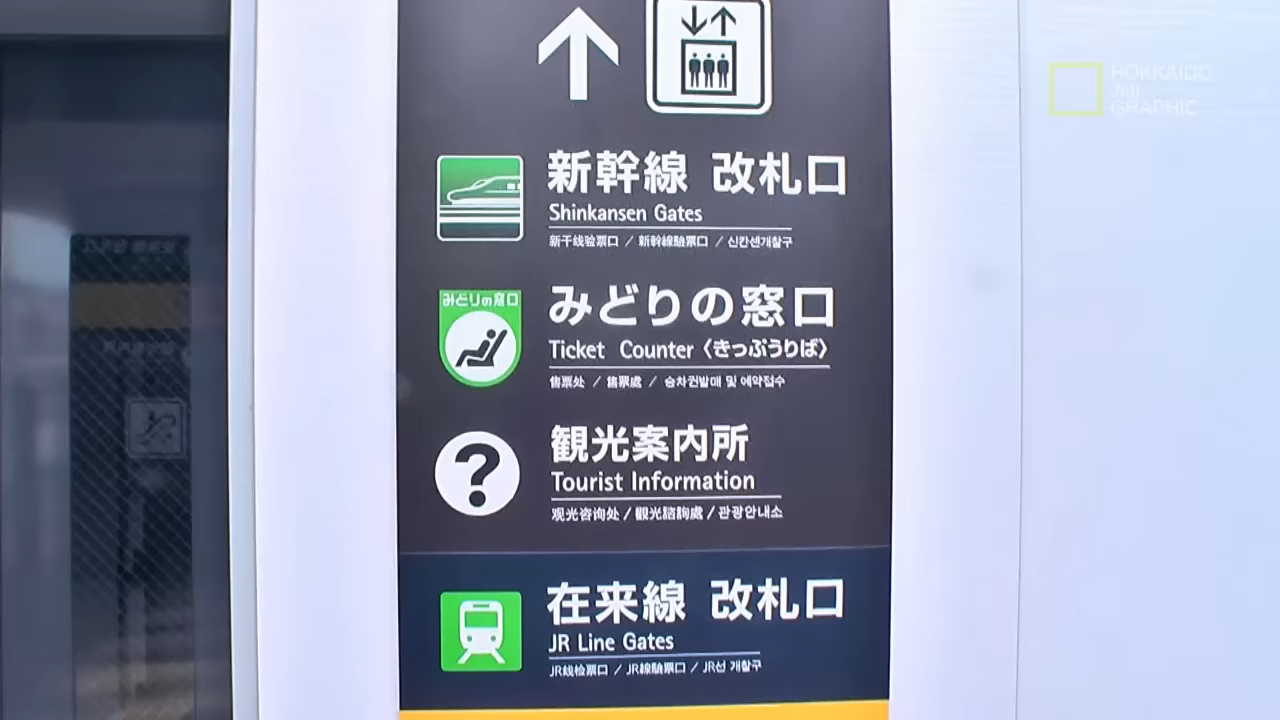 HOKKAIDO
GRAPHIC
新幹線 改札口
Shinkansen Gates
新干线验票口 / 新幹線驗票口 / 신칸센개찰구
みどりの窓口
みどりの窓口
Ticket Counter〈きっぷうりば〉
售票处 / 售票處 / 승차권발매 및 예약접수
?
観光案内所
Tourist Information
观光咨询处 / 觀光諮詢處 / 관광안내소
在来線 改札口
JR Line Gates
JR线检票口 / JR線驗票口 / JR선 개찰구